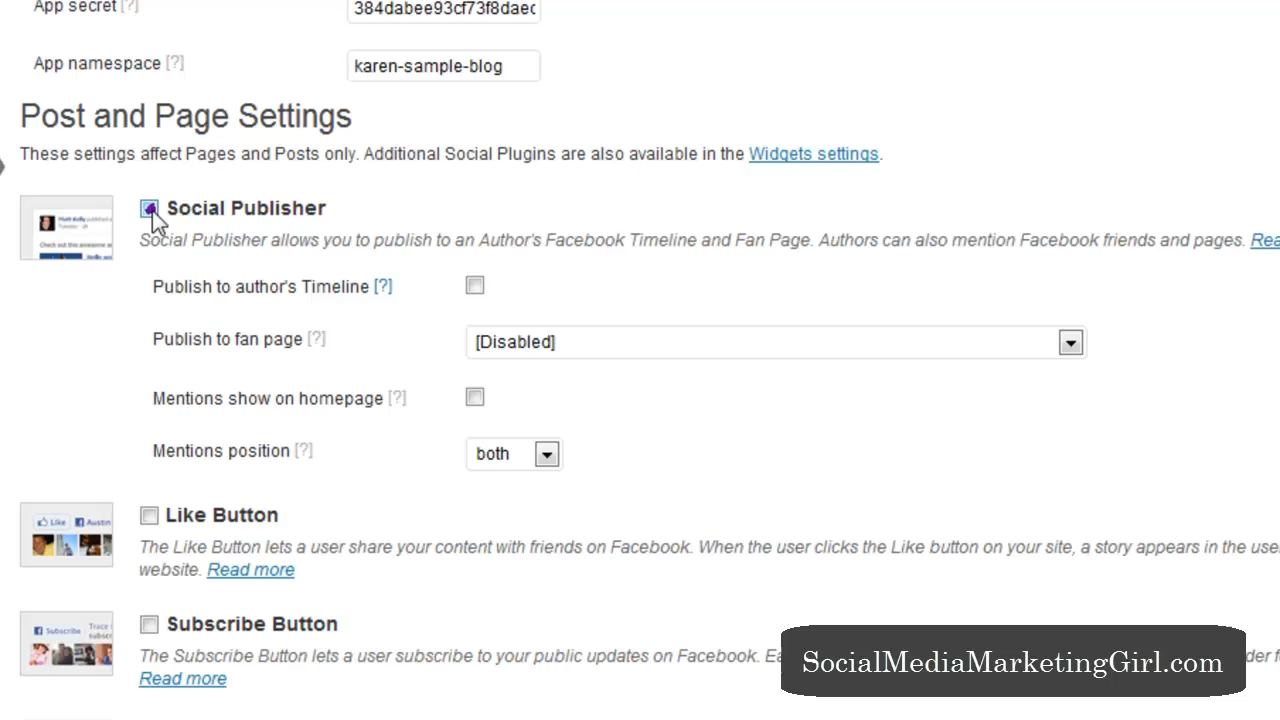 App secret [?] 384dabee93cf73f8daec
App namespace [?] karen-sample-blog
Post and Page Settings
These settings affect Pages and Posts only. Additional Social Plugins are also available in the Widgets settings.
Social Publisher
Social Publisher allows you to publish to an Author's Facebook Timeline and Fan Page. Authors can also mention Facebook friends and pages. Rea
Publish to author's Timeline [?]
Publish to fan page [?] [Disabled]
Mentions show on homepage [?]
Mentions position [?] both
Like Austin
Like Button
The Like Button lets a user share your content with friends on Facebook. When the user clicks the Like button on your site, a story appears in the use
website. Read more
Subscribe
Subscribe Button
The Subscribe Button lets a user subscribe to your public updates on Facebook. Ea
Read more
SocialMediaMarketingGirl.com